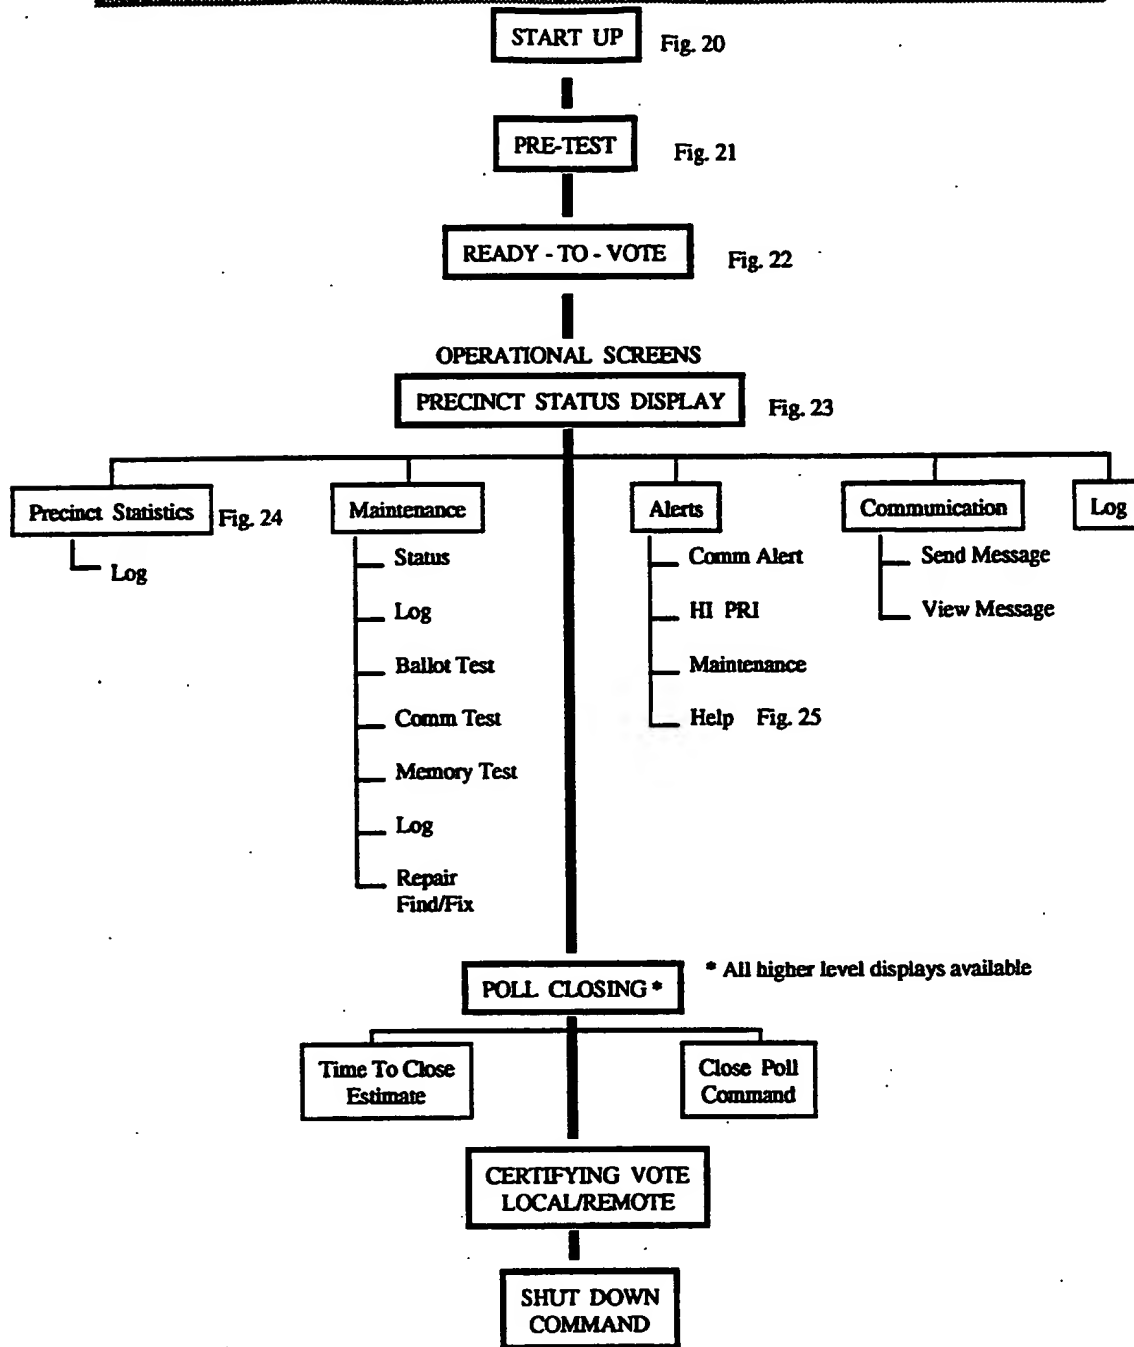 START UP Fig. 20
PRE-TEST Fig. 21
READY - TO - VOTE Fig. 22
OPERATIONAL SCREENS
PRECINCT STATUS DISPLAY Fig. 23
Precinct Statistics Fig. 24
Log
Maintenance
Status
Log
Ballot Test
Comm Test
Memory Test
Log
Repair
Find/Fix
Alerts
Comm Alert
HI PRI
Maintenance
Help Fig. 25
Communication
Send Message
View Message
Log
POLL CLOSING *
* All higher level displays available
Time To Close
Estimate
Close Poll
Command
CERTIFYING VOTE
LOCAL/REMOTE
SHUT DOWN
COMMAND